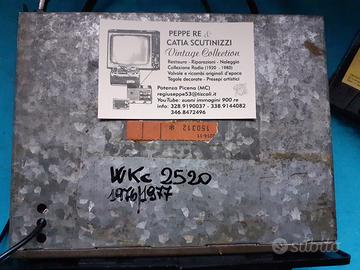 PEPPE RE &
CATIA SCUTINIZZI
Vintage Collection
Restauro - Riparazioni - Noleggio
Collezione Radio (1920 - 1980)
Valvole e ricambi originali d'epoca
Tegole decorate - Presepi artistici
Potenza Picena (MC)
regiuseppe53@tiscali.it
YouTube: suoni immagini 900 re
info: 328.9190037 - 338.9144082
346.8472496
150312
WKc 2520
1976/1977
subito